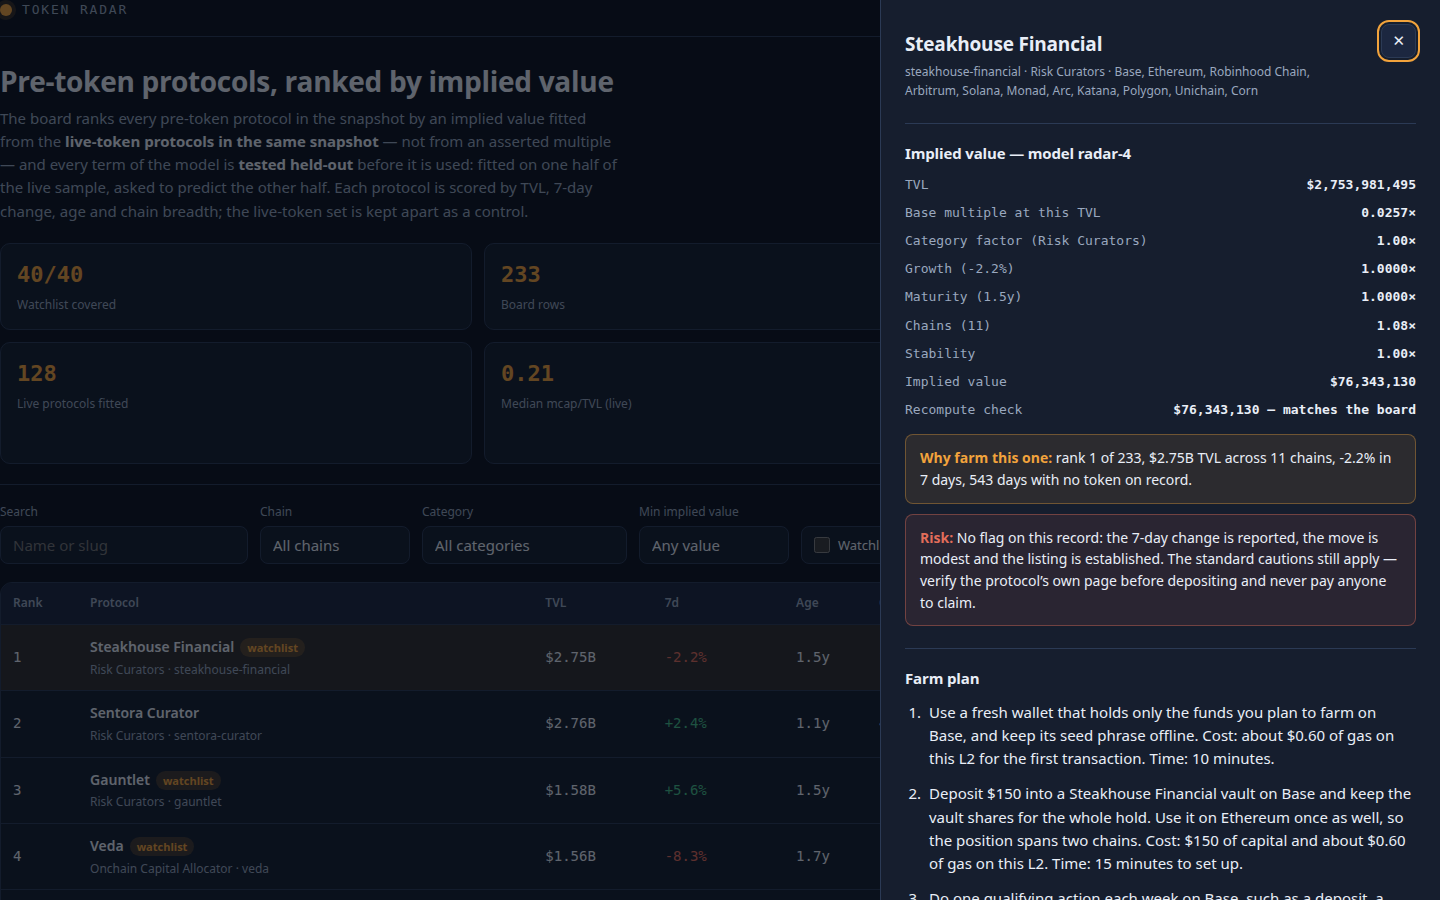 TOKEN RADAR
Pre-token protocols, ranked by implied value
The board ranks every pre-token protocol in the snapshot by an implied value fitted
from the live-token protocols in the same snapshot — not from an asserted multiple
— and every term of the model is tested held-out before it is used: fitted on one half of
the live sample, asked to predict the other half. Each protocol is scored by TVL, 7-day
change, age and chain breadth; the live-token set is kept apart as a control.
40/40
Watchlist covered
233
Board rows
128
Live protocols fitted
0.21
Median mcap/TVL (live)
Search
Chain
Category
Min implied value
Name or slug
All chains
All categories
Any value
Watchl
Rank
Protocol
TVL
7d
Age
1
Steakhouse Financial watchlist
Risk Curators · steakhouse-financial
$2.75B
-2.2%
1.5y
2
Sentora Curator
Risk Curators · sentora-curator
$2.76B
+2.4%
1.1y
3
Gauntlet watchlist
Risk Curators · gauntlet
$1.58B
+5.6%
1.5y
4
Veda watchlist
Onchain Capital Allocator · veda
$1.56B
-8.3%
1.7y
Steakhouse Financial
✕
steakhouse-financial · Risk Curators · Base, Ethereum, Robinhood Chain,
Arbitrum, Solana, Monad, Arc, Katana, Polygon, Unichain, Corn
Implied value — model radar-4
TVL $2,753,981,495
Base multiple at this TVL 0.0257×
Category factor (Risk Curators) 1.00×
Growth (-2.2%) 1.0000×
Maturity (1.5y) 1.0000×
Chains (11) 1.08×
Stability 1.00×
Implied value $76,343,130
Recompute check $76,343,130 — matches the board
Why farm this one: rank 1 of 233, $2.75B TVL across 11 chains, -2.2% in
7 days, 543 days with no token on record.
Risk: No flag on this record: the 7-day change is reported, the move is
modest and the listing is established. The standard cautions still apply —
verify the protocol's own page before depositing and never pay anyone
to claim.
Farm plan
1. Use a fresh wallet that holds only the funds you plan to farm on
Base, and keep its seed phrase offline. Cost: about $0.60 of gas on
this L2 for the first transaction. Time: 10 minutes.
2. Deposit $150 into a Steakhouse Financial vault on Base and keep the
vault shares for the whole hold. Use it on Ethereum once as well, so
the position spans two chains. Cost: $150 of capital and about $0.60
of gas on this L2. Time: 15 minutes to set up.
3. Do one qualifying action each week on Base, such as a deposit, a